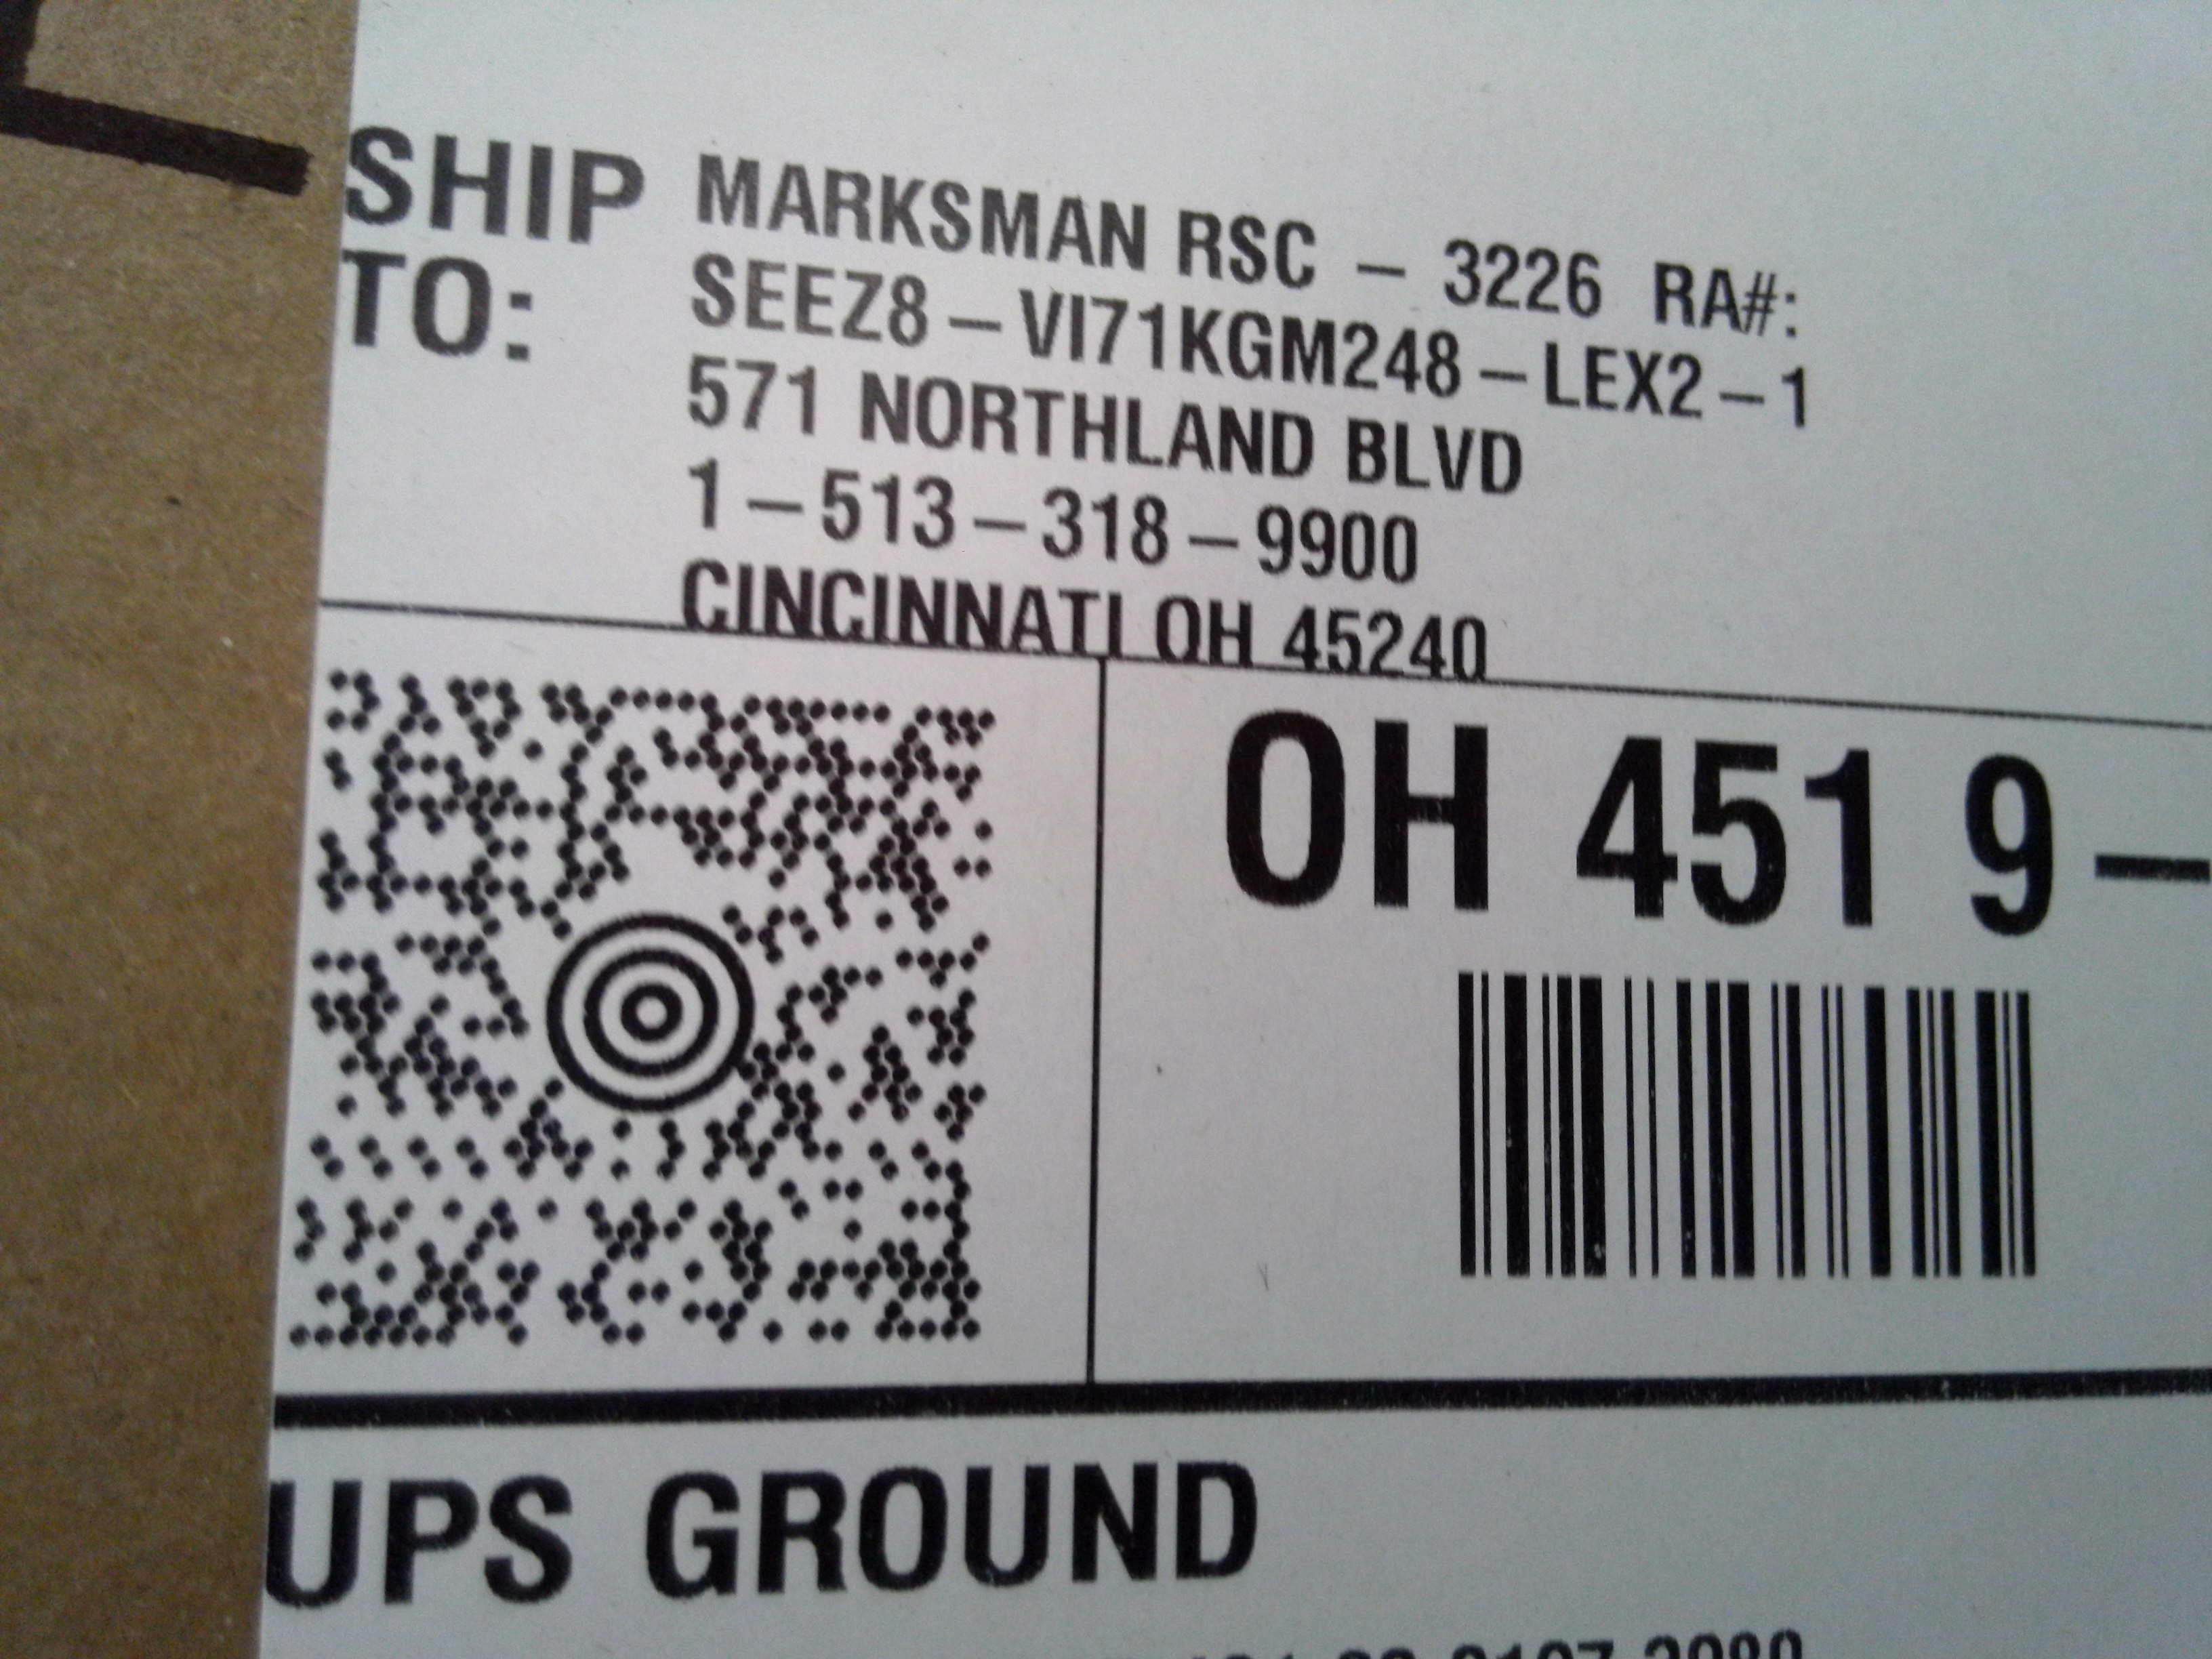 SHIP TO:
MARKSMAN RSC – 3226 RA#:
SEEZ8–VI71KGM248–LEX2–1
571 NORTHLAND BLVD
1–513–318–9900
CINCINNATI OH 45240
OH 451 9–
UPS GROUND